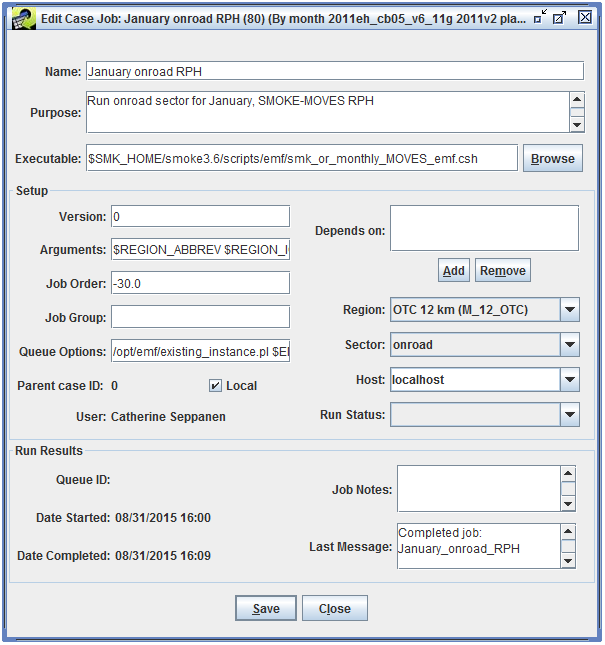 Edit Case Job: January onroad RPH (80) (By month 2011eh_cb05_v6_11g 2011v2 pla...
Name: January onroad RPH
Purpose: Run onroad sector for January, SMOKE-MOVES RPH
Executable: $SMK_HOME/smoke3.6/scripts/emf/smk_or_monthly_MOVES_emf.csh Browse
Setup
Version: 0
Arguments: $REGION_ABBREV $REGION_I
Job Order: -30.0
Job Group:
Queue Options: /opt/emf/existing_instance.pl $E
Parent case ID: 0 Local
User: Catherine Seppanen
Depends on:
Add Remove
Region: OTC 12 km (M_12_OTC)
Sector: onroad
Host: localhost
Run Status:
Run Results
Queue ID:
Date Started: 08/31/2015 16:00
Date Completed: 08/31/2015 16:09
Job Notes:
Last Message: Completed job:
January_onroad_RPH
Save Close